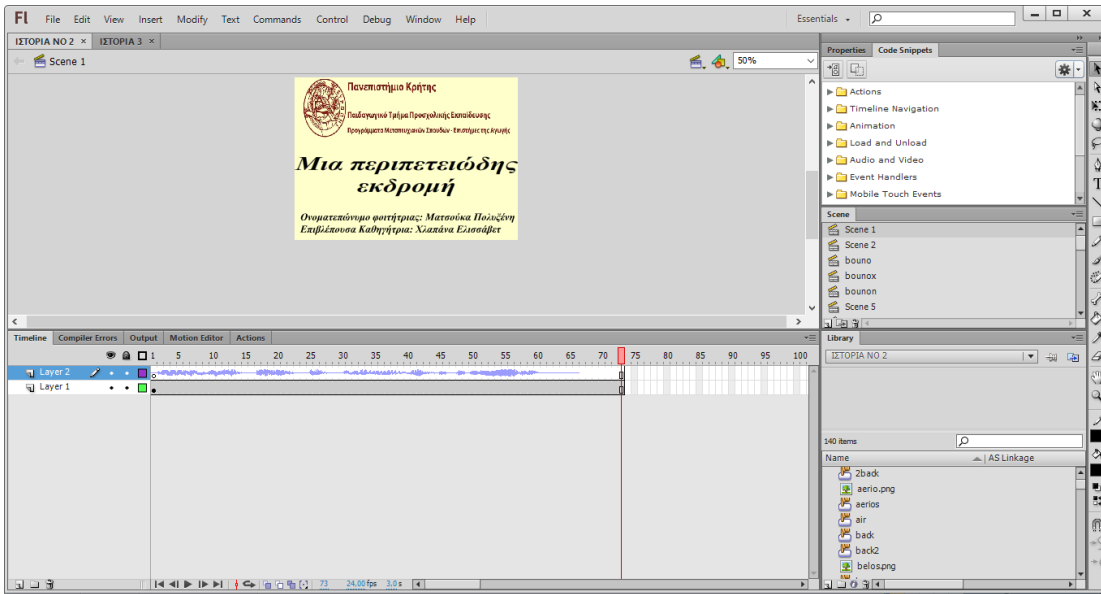 Fl File Edit View Insert Modify Text Commands Control Debug Window Help Essentials
ΙΣΤΟΡΙΑ ΝΟ 2 × ΙΣΤΟΡΙΑ 3 ×
Scene 1 50%
Πανεπιστήμιο Κρήτης
Παιδαγωγικό Τμήμα Προσχολικής Εκπαίδευσης
Προγράμματα Μεταπτυχιακών Σπουδών - Επιστήμες της Αγωγής
Μια περιπετειώδης
εκδρομή
Ονοματεπώνυμο φοιτήτριας: Ματσούκα Πολυξένη
Επιβλέπουσα Καθηγήτρια: Χλαπάνα Ελισσάβετ
Timeline Compiler Errors Output Motion Editor Actions
1 5 10 15 20 25 30 35 40 45 50 55 60 65 70 75 80 85 90 95 100
Layer 2
Layer 1
73 24.00 fps 3.0 s
Properties Code Snippets
Actions
Timeline Navigation
Animation
Load and Unload
Audio and Video
Event Handlers
Mobile Touch Events
Scene
Scene 1
Scene 2
bouno
bounox
bounon
Scene 5
Library
ΙΣΤΟΡΙΑ ΝΟ 2
140 items
Name AS Linkage
2back
aerio.png
aerios
air
back
back2
belos.png